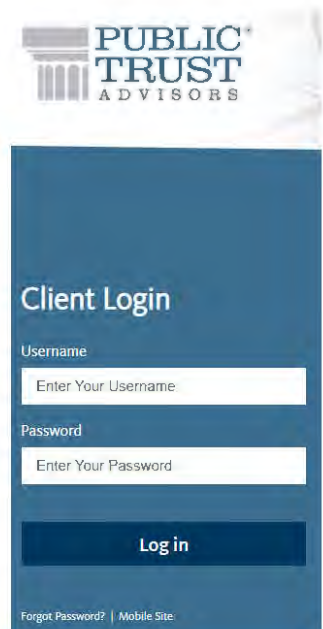 PUBLIC
TRUST
ADVISORS
Client Login
Username
Enter Your Username
Password
Enter Your Password
Log in
Forgot Password? | Mobile Site